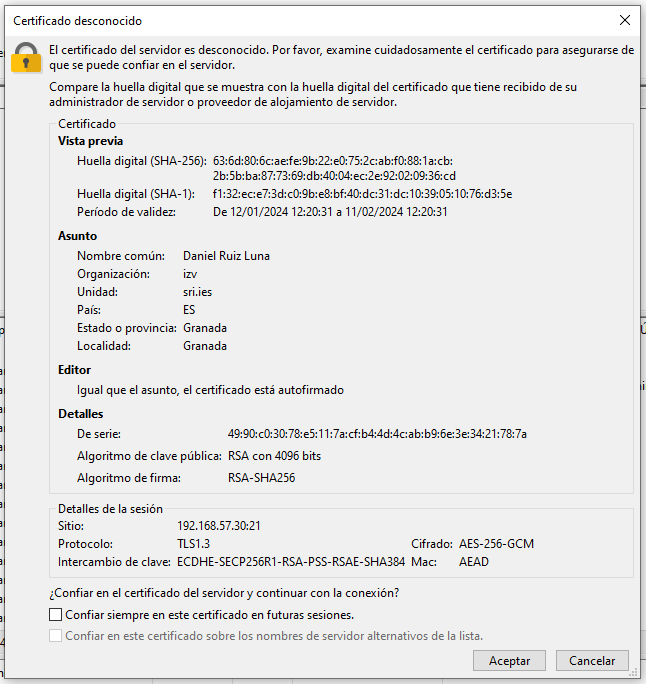 Certificado desconocido
El certificado del servidor es desconocido. Por favor, examine cuidadosamente el certificado para asegurarse de
que se puede confiar en el servidor.
Compare la huella digital que se muestra con la huella digital del certificado que tiene recibido de su
administrador de servidor o proveedor de alojamiento de servidor.
Certificado
Vista previa
Huella digital (SHA-256): 63:6d:80:6c:ae:fe:9b:22:e0:75:2c:ab:f0:88:1a:cb:
2b:5b:ba:87:73:69:db:40:04:ec:2e:92:02:09:36:cd
Huella digital (SHA-1): f1:32:ec:e7:3d:c0:9b:e8:bf:40:dc:31:dc:10:39:05:10:76:d3:5e
Período de validez: De 12/01/2024 12:20:31 a 11/02/2024 12:20:31
Asunto
Nombre común: Daniel Ruiz Luna
Organización: izv
Unidad: sri.ies
País: ES
Estado o provincia: Granada
Localidad: Granada
Editor
Igual que el asunto, el certificado está autofirmado
Detalles
De serie: 49:90:c0:30:78:e5:11:7a:cf:b4:4d:4c:ab:b9:6e:3e:34:21:78:7a
Algoritmo de clave pública: RSA con 4096 bits
Algoritmo de firma: RSA-SHA256
Detalles de la sesión
Sitio: 192.168.57.30:21
Protocolo: TLS1.3 Cifrado: AES-256-GCM
Intercambio de clave: ECDHE-SECP256R1-RSA-PSS-RSAE-SHA384 Mac: AEAD
¿Confiar en el certificado del servidor y continuar con la conexión?
Confiar siempre en este certificado en futuras sesiones.
Confiar en este certificado sobre los nombres de servidor alternativos de la lista.
Aceptar Cancelar